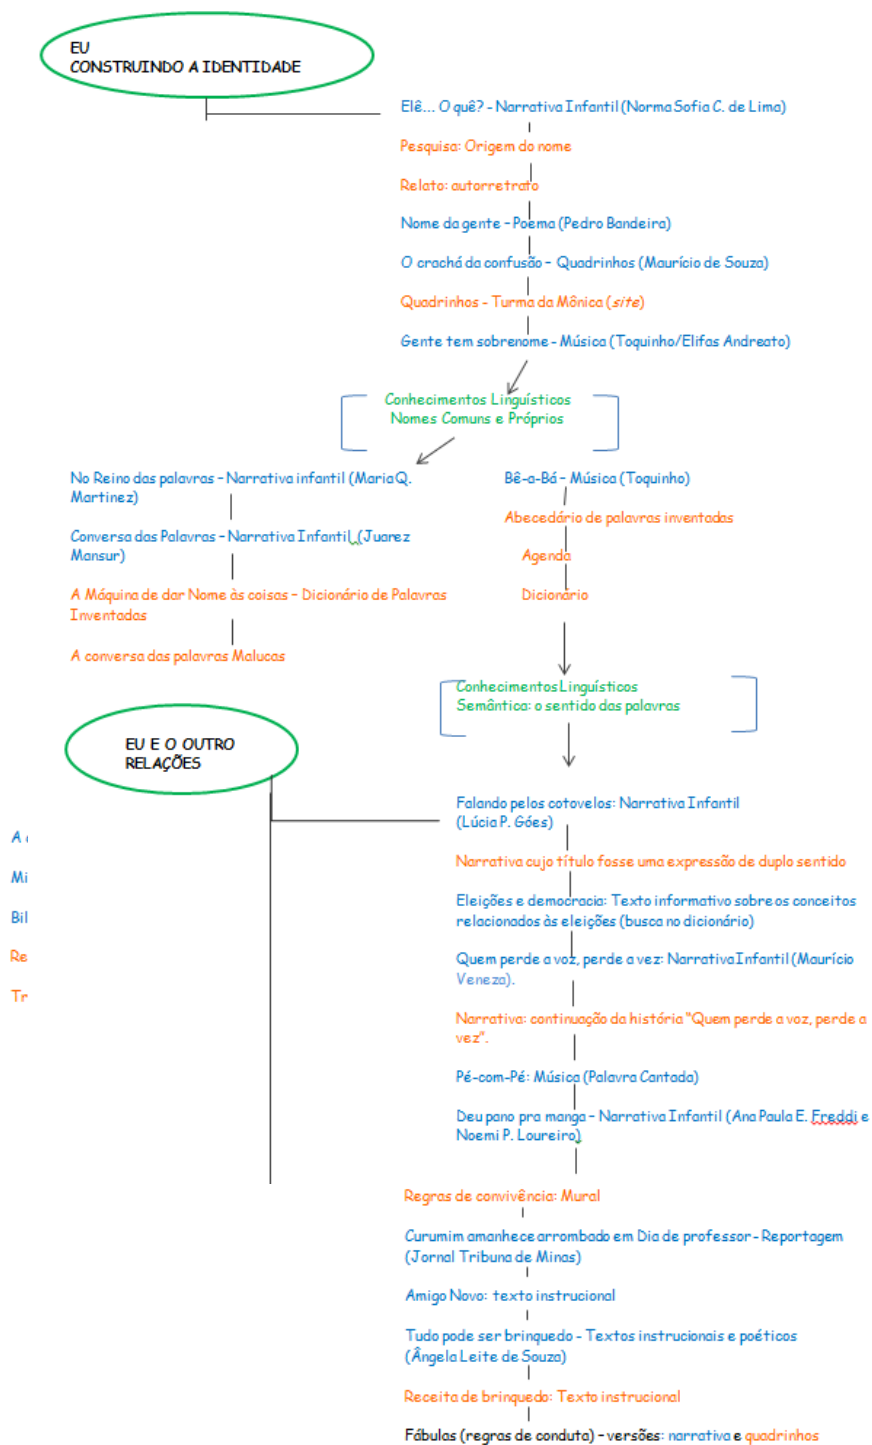 EU
CONSTRUINDO A IDENTIDADE
Elê... O quê? - Narrativa Infantil (Norma Sofia C. de Lima)
Pesquisa: Origem do nome
Relato: autorretrato
Nome da gente – Poema (Pedro Bandeira)
O crachá da confusão – Quadrinhos (Maurício de Souza)
Quadrinhos - Turma da Mônica (site)
Gente tem sobrenome - Música (Toquinho/Elifas Andreato)
Conhecimentos Linguísticos
Nomes Comuns e Próprios
No Reino das palavras – Narrativa infantil (Maria Q.
Martinez)
Conversa das Palavras – Narrativa Infantil (Juarez
Mansur)
A Máquina de dar Nome às coisas – Dicionário de Palavras
Inventadas
A conversa das palavras Malucas
Bê-a-Bá – Música (Toquinho)
Abecedário de palavras inventadas
Agenda
Dicionário
Conhecimentos Linguísticos
Semântica: o sentido das palavras
EU E O OUTRO
RELAÇÕES
Falando pelos cotovelos: Narrativa Infantil
(Lúcia P. Góes)
Narrativa cujo título fosse uma expressão de duplo sentido
Eleições e democracia: Texto informativo sobre os conceitos
relacionados às eleições (busca no dicionário)
Quem perde a voz, perde a vez: Narrativa Infantil (Maurício
Veneza).
Narrativa: continuação da história "Quem perde a voz, perde a
vez".
Pé-com-Pé: Música (Palavra Cantada)
Deu pano pra manga – Narrativa Infantil (Ana Paula E. Freddi e
Noemi P. Loureiro)
A
Mi
Bil
Re
Tr
Regras de convivência: Mural
Curumim amanhece arrombado em Dia de professor - Reportagem
(Jornal Tribuna de Minas)
Amigo Novo: texto instrucional
Tudo pode ser brinquedo - Textos instrucionais e poéticos
(Ângela Leite de Souza)
Receita de brinquedo: Texto instrucional
Fábulas (regras de conduta) – versões: narrativa e quadrinhos